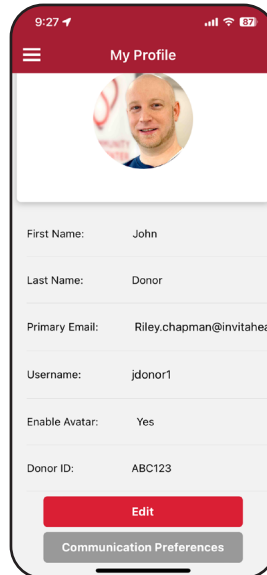 9:27
87
My Profile
First Name: John
Last Name: Donor
Primary Email: Riley.chapman@invitahea
Username: jdonor1
Enable Avatar: Yes
Donor ID: ABC123
Edit
Communication Preferences